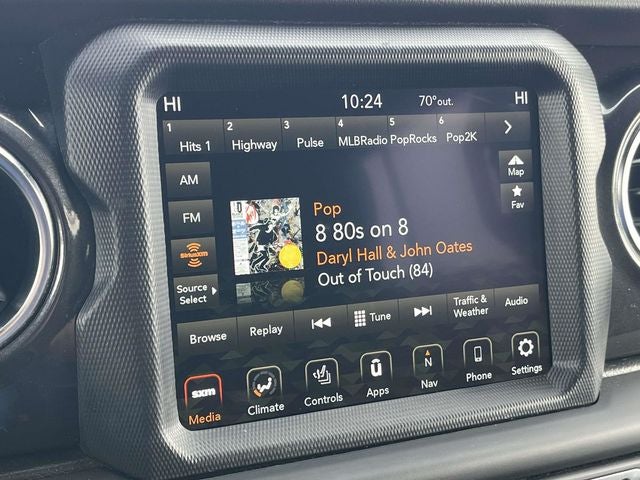 HI 10:24 70° out. HI
1 Hits 1 2 Highway 3 Pulse 4 MLBRadio 5 PopRocks 6 Pop2K
AM
Map
FM
Fav
Pop
8 80s on 8
SiriusXM
Daryl Hall & John Oates
Source
Select
Out of Touch (84)
Browse Replay Tune Traffic & Audio
Weather
sxm N
Media Climate Controls Apps Nav Phone Settings